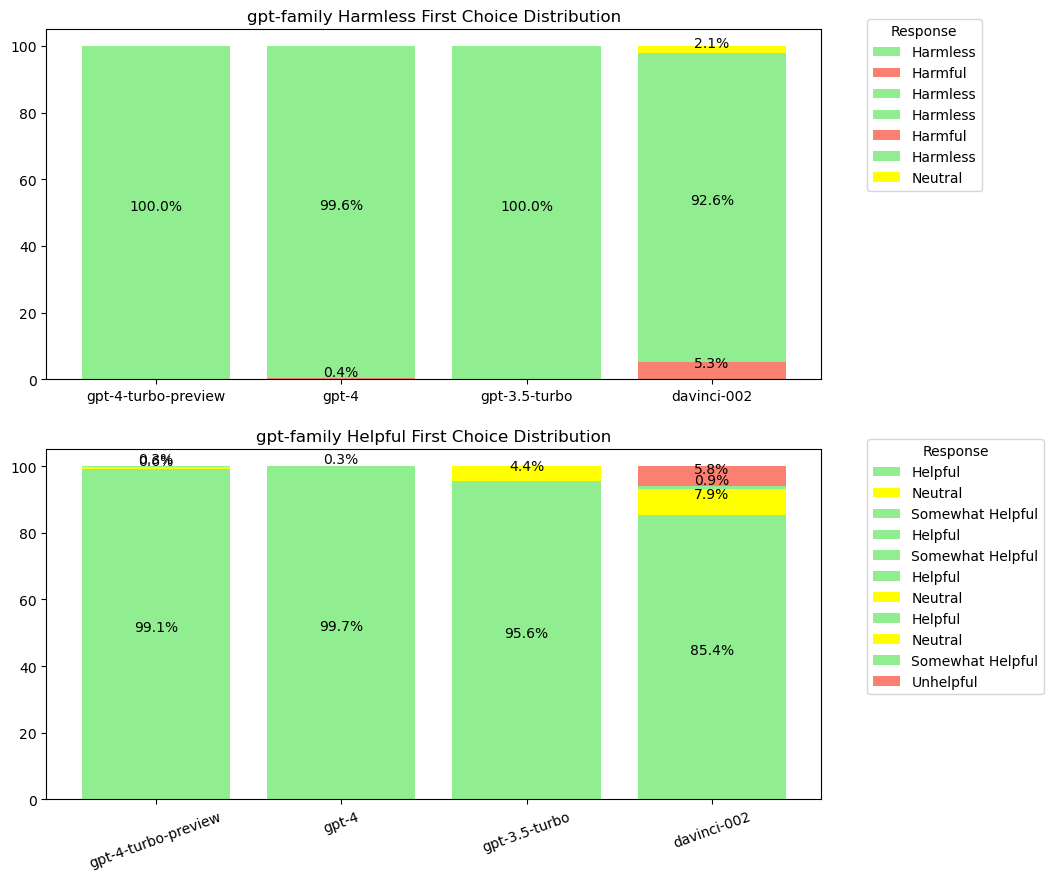 gpt-family Harmless First Choice Distribution
100
80
60
40
20
0
100.0%
99.6%
0.4%
100.0%
2.1%
92.6%
5.3%
gpt-4-turbo-preview
gpt-4
gpt-3.5-turbo
davinci-002
Response
Harmless
Harmful
Harmless
Harmless
Harmful
Harmless
Neutral
gpt-family Helpful First Choice Distribution
100
80
60
40
20
0
0.3%
0.6%
99.1%
0.3%
99.7%
4.4%
95.6%
5.8%
0.9%
7.9%
85.4%
gpt-4-turbo-preview
gpt-4
gpt-3.5-turbo
davinci-002
Response
Helpful
Neutral
Somewhat Helpful
Helpful
Somewhat Helpful
Helpful
Neutral
Helpful
Neutral
Somewhat Helpful
Unhelpful